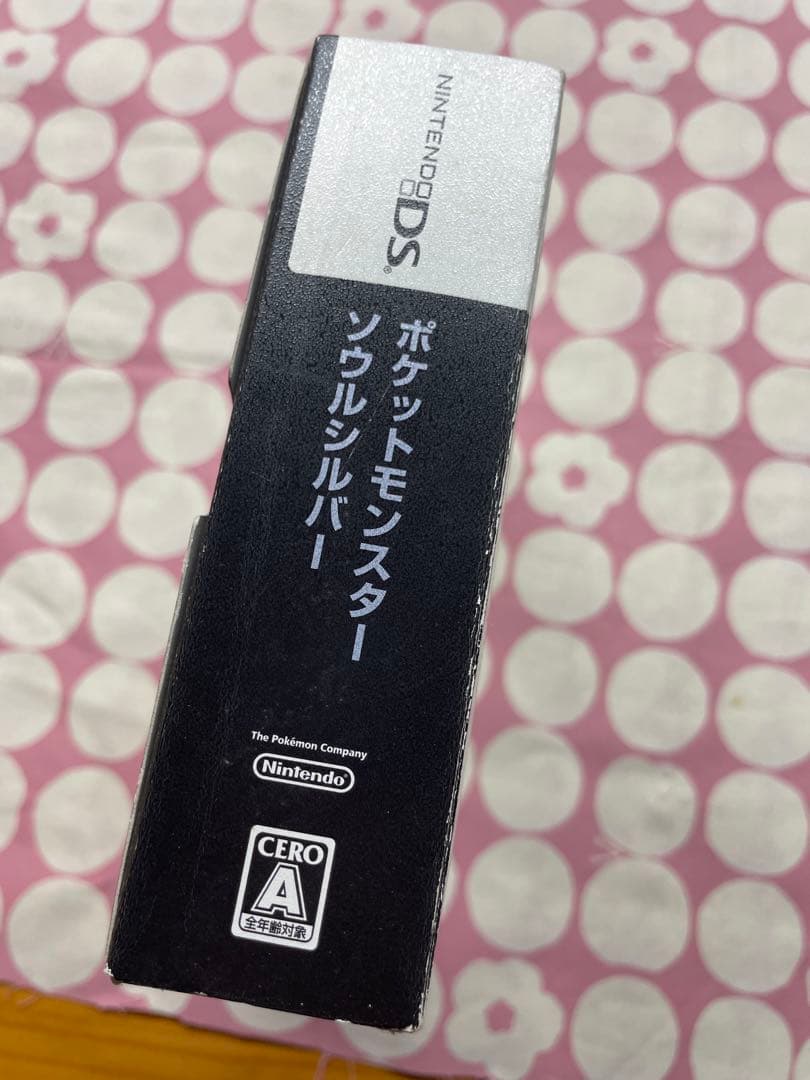 NINTENDO DS®
ポケットモンスター
ソウルシルバー
The Pokémon Company
Nintendo®
CERO
A
全年齢対象